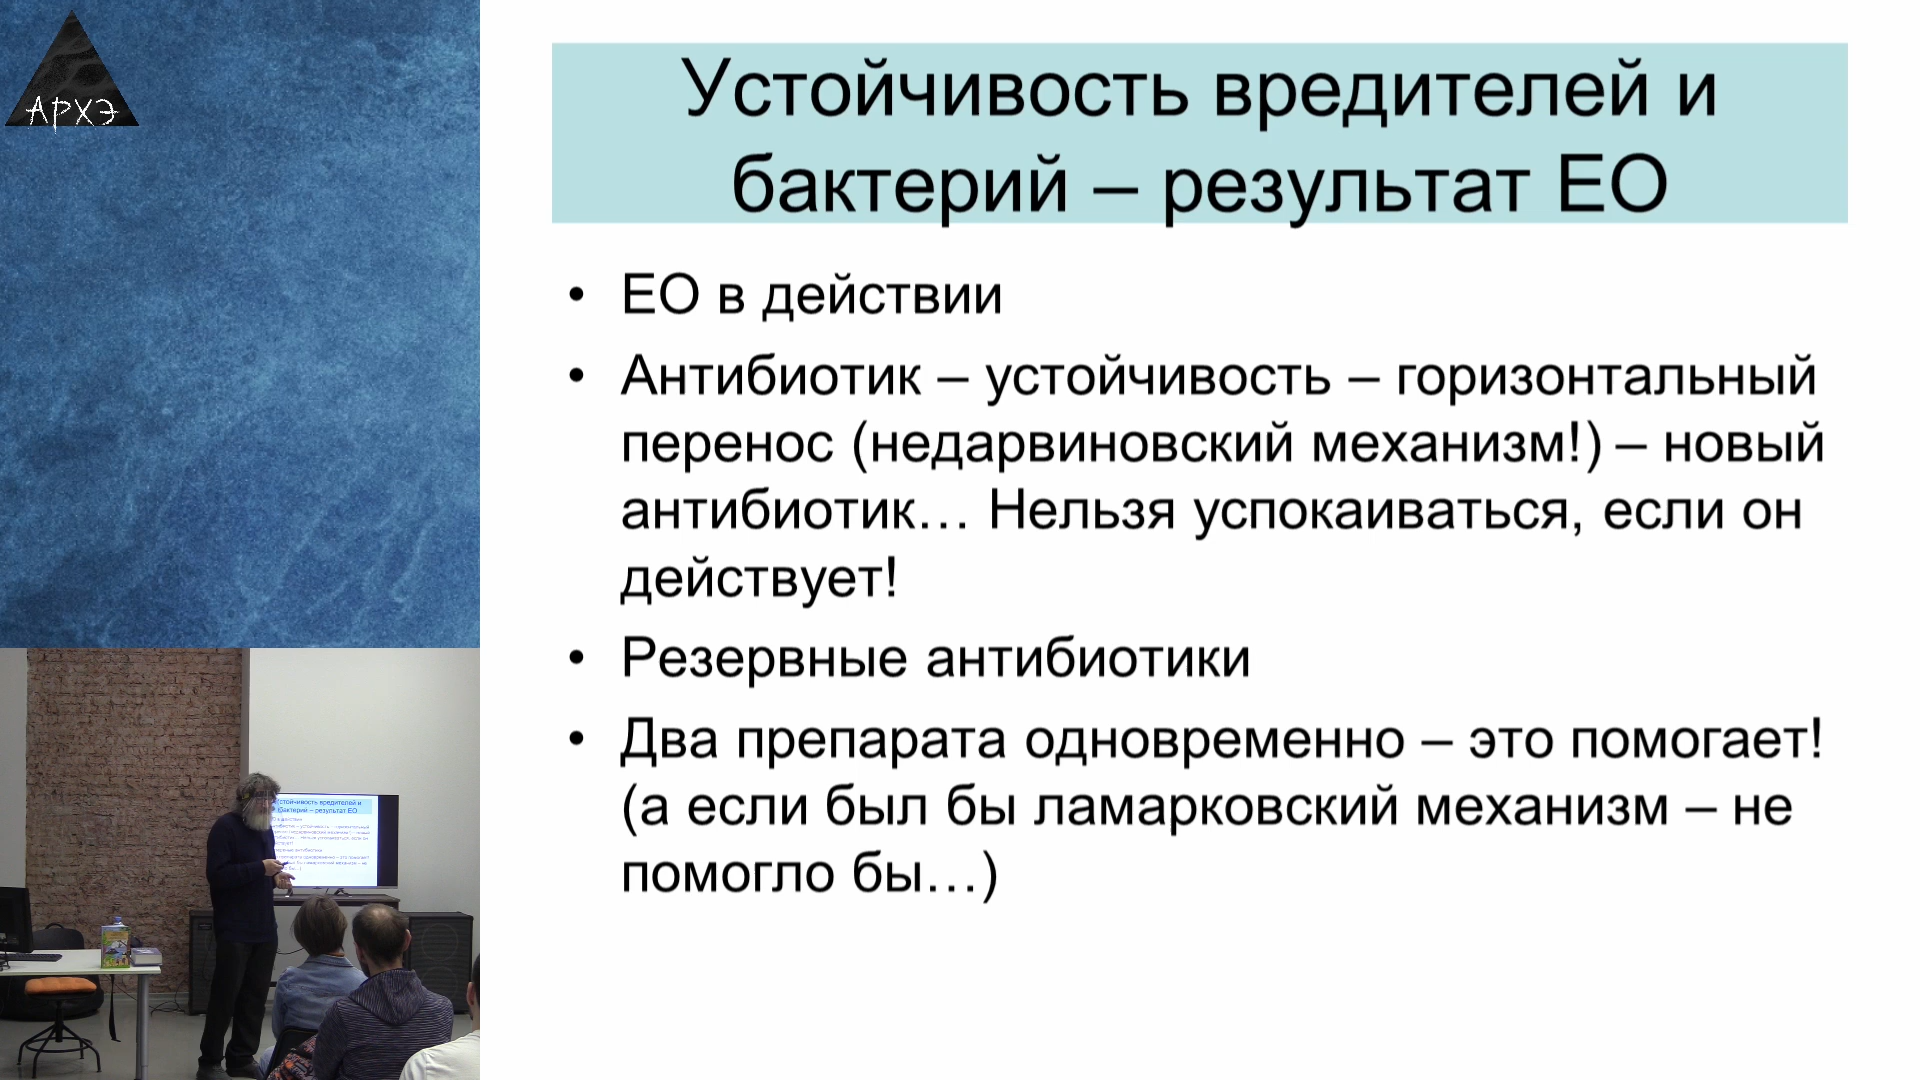 АРХЭ
Устойчивость вредителей и
бактерий – результат ЕО
• ЕО в действии
• Антибиотик – устойчивость – горизонтальный
перенос (недарвиновский механизм!) – новый
антибиотик… Нельзя успокаиваться, если он
действует!
• Резервные антибиотики
• Два препарата одновременно – это помогает!
(а если был бы ламарковский механизм – не
помогло бы…)